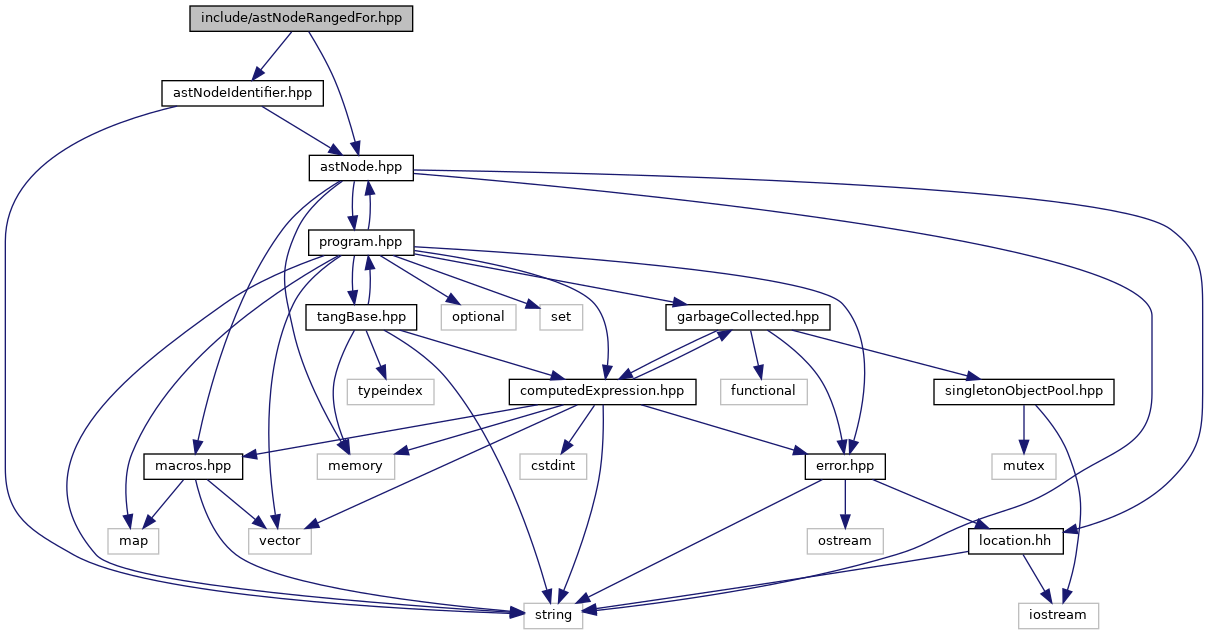 include/astNodeRangedFor.hpp
astNodeIdentifier.hpp
astNode.hpp
program.hpp
tangBase.hpp
optional
set
garbageCollected.hpp
typeindex
computedExpression.hpp
functional
singletonObjectPool.hpp
macros.hpp
memory
cstdint
error.hpp
mutex
map
vector
ostream
location.hh
string
iostream